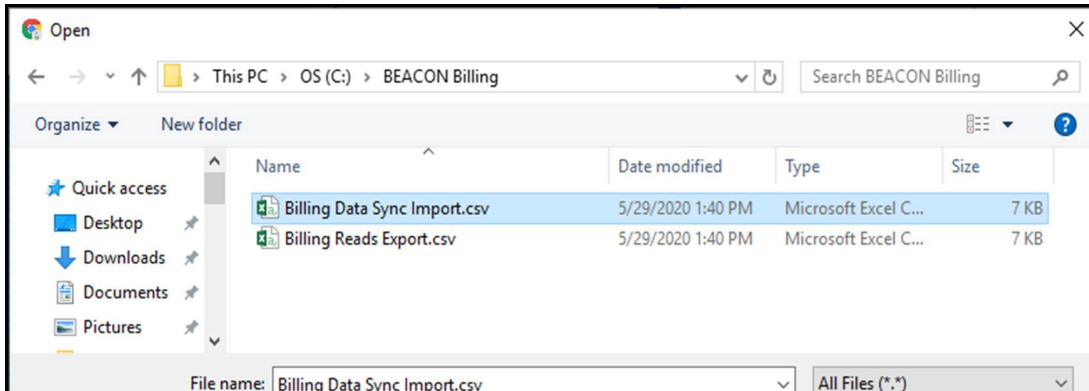 Open
This PC > OS (C:) > BEACON Billing
Search BEACON Billing
Organize
New folder
?
Name
Date modified
Type
Size
Quick access
Desktop
Downloads
Documents
Pictures
Billing Data Sync Import.csv 5/29/2020 1:40 PM Microsoft Excel C... 7 KB
Billing Reads Export.csv 5/29/2020 1:40 PM Microsoft Excel C... 7 KB
File name: Billing Data Sync Import.csv
All Files (*.*)